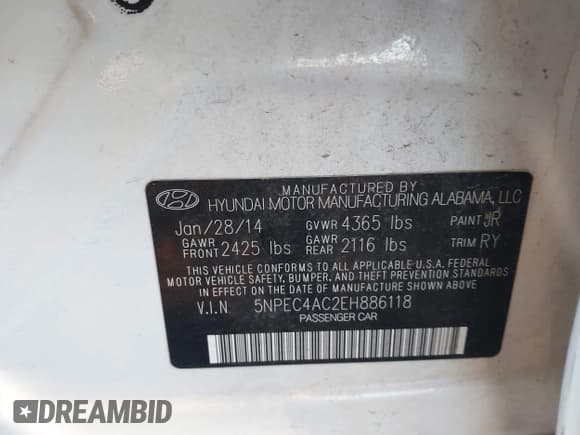 MANUFACTURED BY
HYUNDAI MOTOR MANUFACTURING ALABAMA, LLC
Jan/28/14 GVWR 4365 lbs PAINT JR
GAWR FRONT 2425 lbs GAWR REAR 2116 lbs TRIM RY
THIS VEHICLE CONFORMS TO ALL APPLICABLE U.S.A. FEDERAL
MOTOR VEHICLE SAFETY, BUMPER, AND THEFT PREVENTION STANDARDS
IN EFFECT ON THE DATE OF MANUFACTURE SHOWN ABOVE.
V.I.N. 5NPEC4AC2EH886118
PASSENGER CAR
DREAMBID